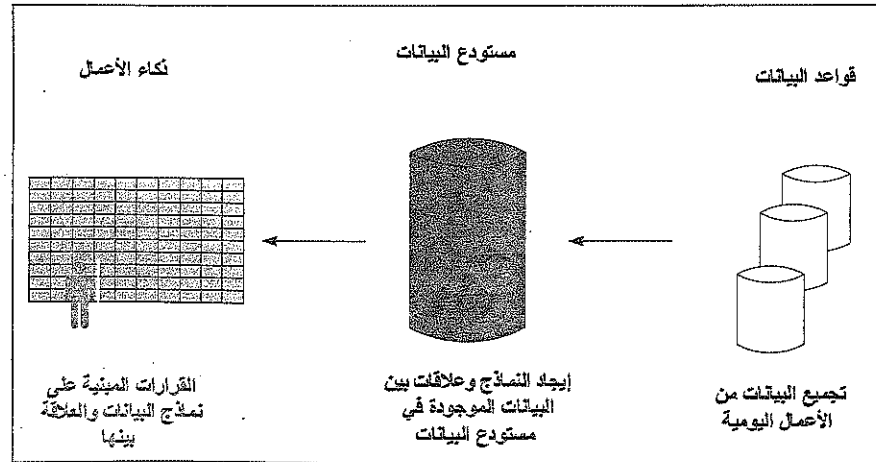 قواعد البيانات
مستودع البيانات
ذكاء الأعمال
تجميع البيانات من
الأعمال اليومية
إيجاد النماذج وعلاقات بين
البيانات الموجودة في
مستودع البيانات
القرارات المبنية على
نماذج البيانات والعلاقة
بينها